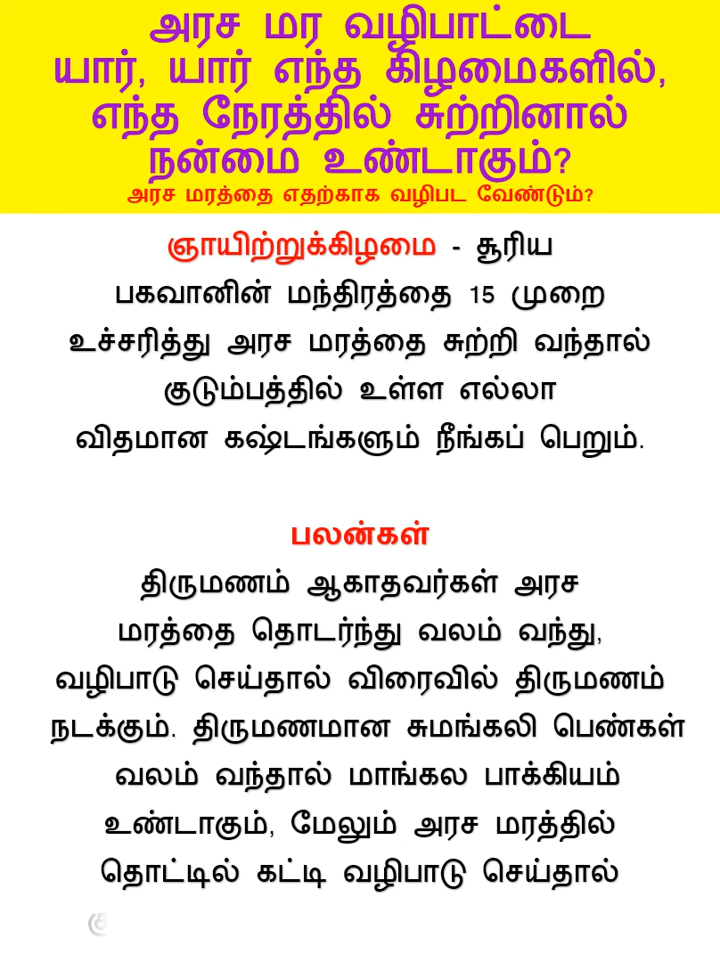 அரச மர வழிபாட்டை
யார், யார் எந்த கிழமைகளில்,
எந்த நேரத்தில் சுற்றினால்
நன்மை உண்டாகும்?
அரச மரத்தை எதற்காக வழிபட வேண்டும்?
ஞாயிற்றுக்கிழமை - சூரிய
பகவானின் மந்திரத்தை 15 முறை
உச்சரித்து அரச மரத்தை சுற்றி வந்தால்
குடும்பத்தில் உள்ள எல்லா
விதமான கஷ்டங்களும் நீங்கப் பெறும்.
பலன்கள்
திருமணம் ஆகாதவர்கள் அரச
மரத்தை தொடர்ந்து வலம் வந்து,
வழிபாடு செய்தால் விரைவில் திருமணம்
நடக்கும். திருமணமான சுமங்கலி பெண்கள்
வலம் வந்தால் மாங்கல பாக்கியம்
உண்டாகும், மேலும் அரச மரத்தில்
தொட்டில் கட்டி வழிபாடு செய்தால்